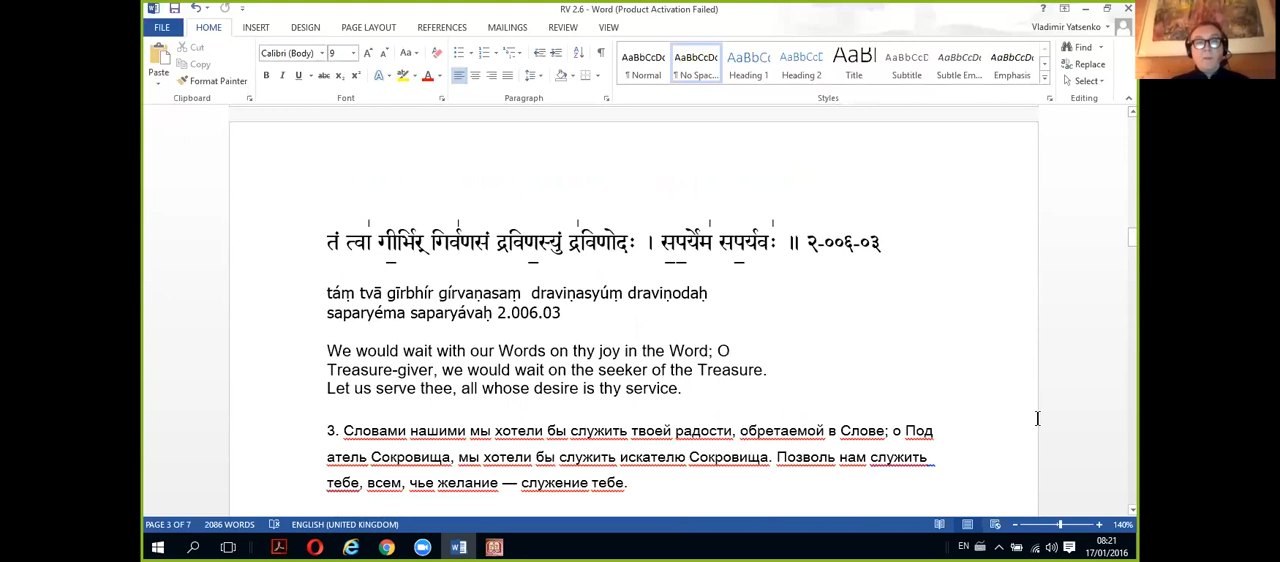 RV 2.6 - Word (Product Activation Failed)
FILE HOME INSERT DESIGN PAGE LAYOUT REFERENCES MAILINGS REVIEW VIEW Vladimir Yatsenko
Cut Calibri (Body) 9 Find
Copy Replace
Paste Format Painter Select
AaBbCcDc AaBbCcDc AaBbCc AaBbCcC AaBl AaBbCcD AaBbCcDc AaBbCcDc
¶ Normal ¶ No Spac... Heading 1 Heading 2 Title Subtitle Subtle Em... Emphasis
Clipboard Font Paragraph Styles Editing
तं त्वा॑ गी॒र्भिर् गिर्व॑णसं द्रविण॒स्युं द्र॑विणोदः । स॒प॒र्येम॑ सप॒र्यवः॑ ॥ २-००६-०३
táṃ tvā gīrbhír gírvaṇasaṃ draviṇasyúṃ draviṇodaḥ
saparyéma saparyávaḥ 2.006.03
We would wait with our Words on thy joy in the Word; O
Treasure-giver, we would wait on the seeker of the Treasure.
Let us serve thee, all whose desire is thy service.
3. Словами нашими мы хотели бы служить твоей радости, обретаемой в Слове; о Под
атель Сокровища, мы хотели бы служить искателю Сокровища. Позволь нам служить
тебе, всем, чье желание — служение тебе.
PAGE 3 OF 7 2086 WORDS ENGLISH (UNITED KINGDOM) 140%
EN 08:21
17/01/2016